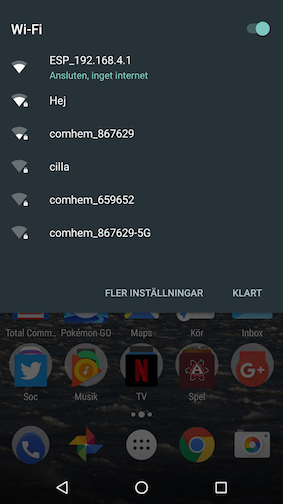 Wi-Fi
ESP_192.168.4.1
Ansluten, inget internet
Hej
comhem_867629
cilla
comhem_659652
comhem_867629-5G
FLER INSTÄLLNINGAR KLART
Total Comm.. Pokémon GO Maps Kör Inbox
Soc Musik TV Spel